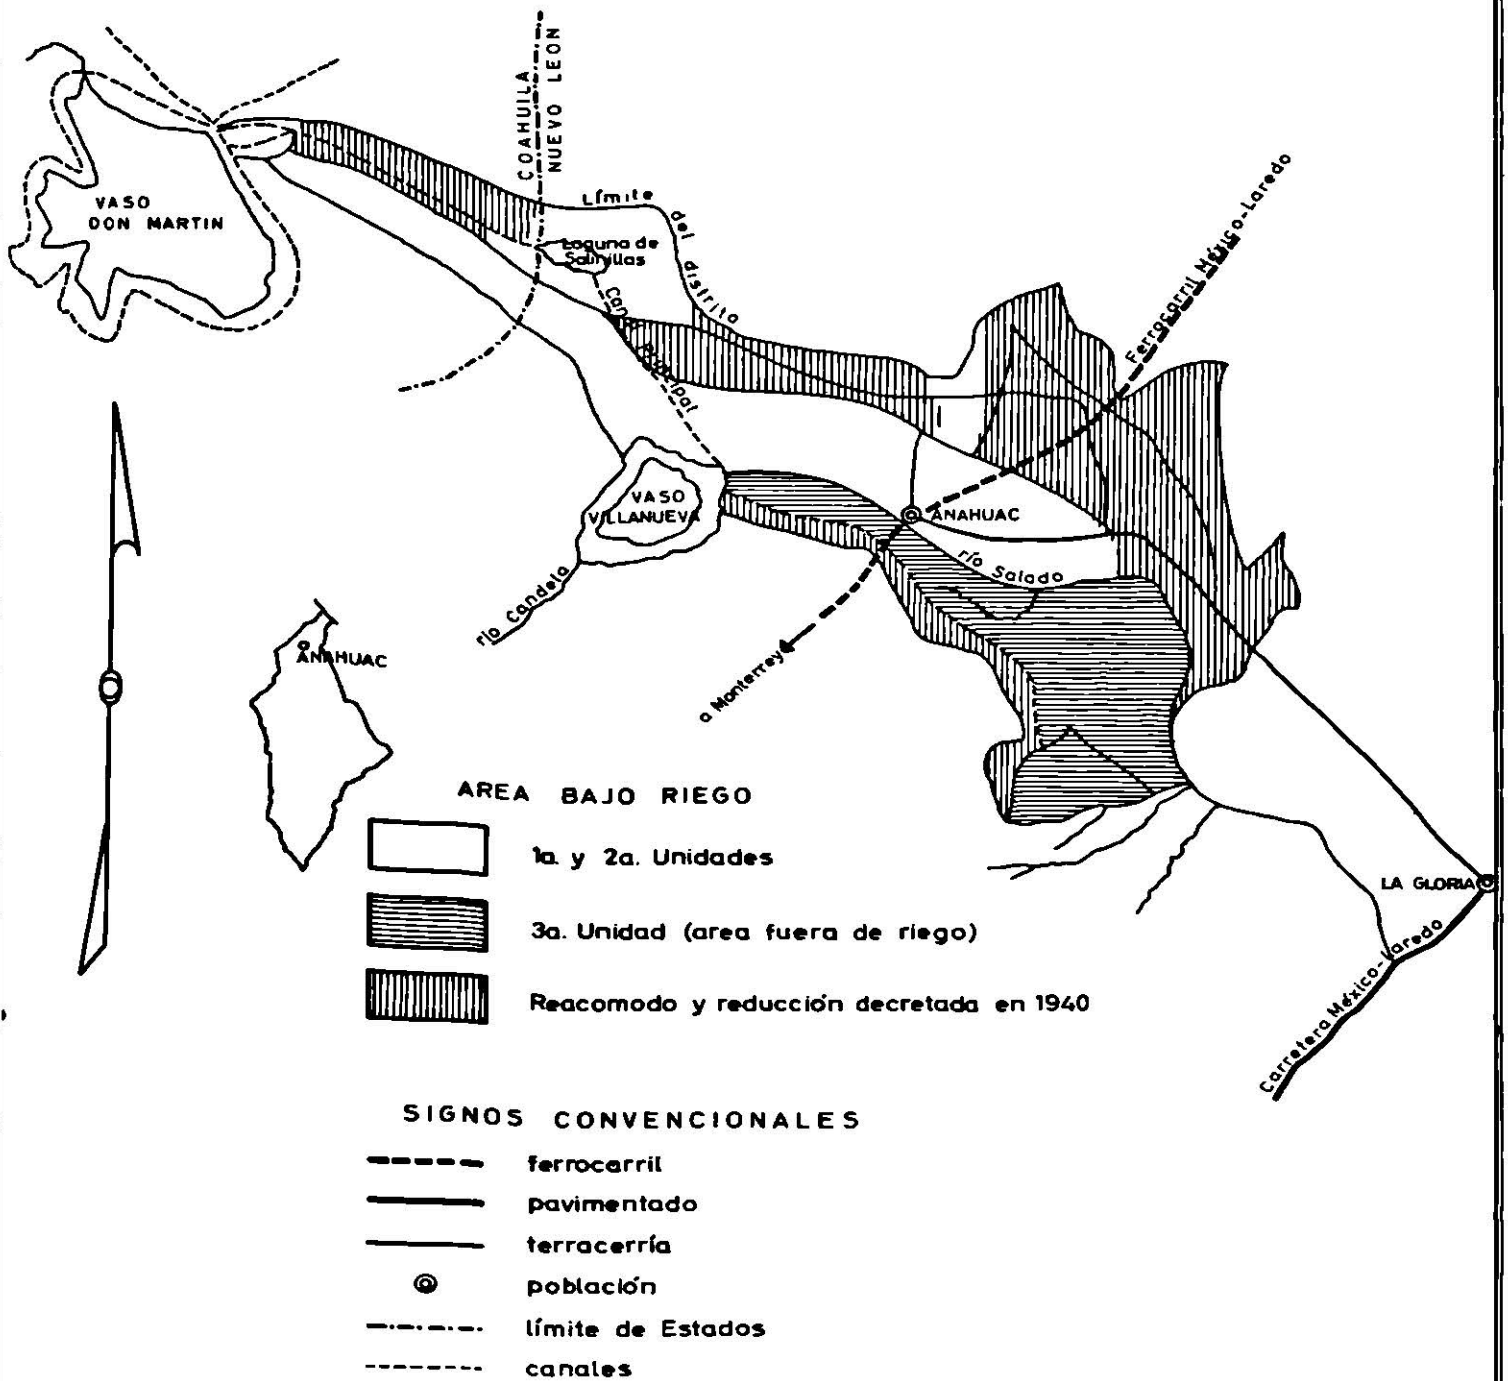 COAHUILA
NUEVO LEON
VASO
DON MARTIN
Límite del distrito
Laguna de
Salinillas
Canal Principal
Ferrocarril México-Laredo
VASO
VILLANUEVA
ANAHUAC
río Salado
río Candela
a Monterrey
ANAHUAC
LA GLORIA
Carretera México-Laredo
AREA BAJO RIEGO
1a. y 2a. Unidades
3a. Unidad (area fuera de riego)
Reacomodo y reducción decretada en 1940
SIGNOS CONVENCIONALES
ferrocarril
pavimentado
terracerría
población
límite de Estados
canales